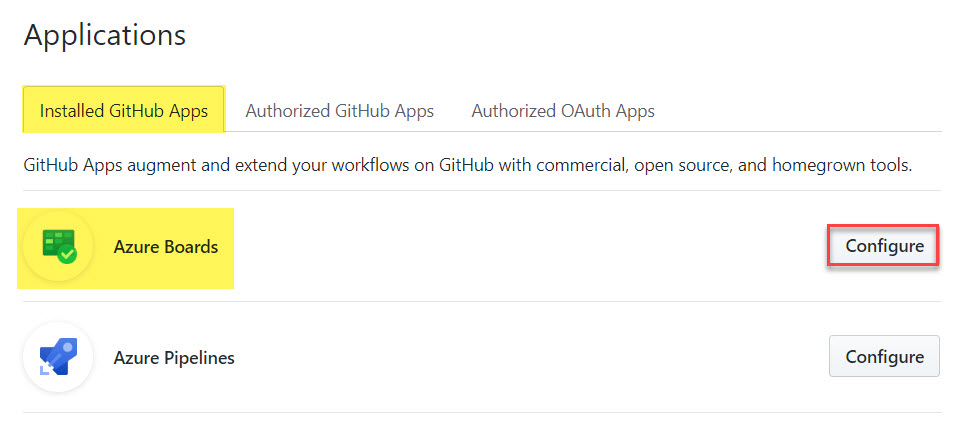 Applications
Installed GitHub Apps Authorized GitHub Apps Authorized OAuth Apps
GitHub Apps augment and extend your workflows on GitHub with commercial, open source, and homegrown tools.
Azure Boards Configure
Azure Pipelines Configure